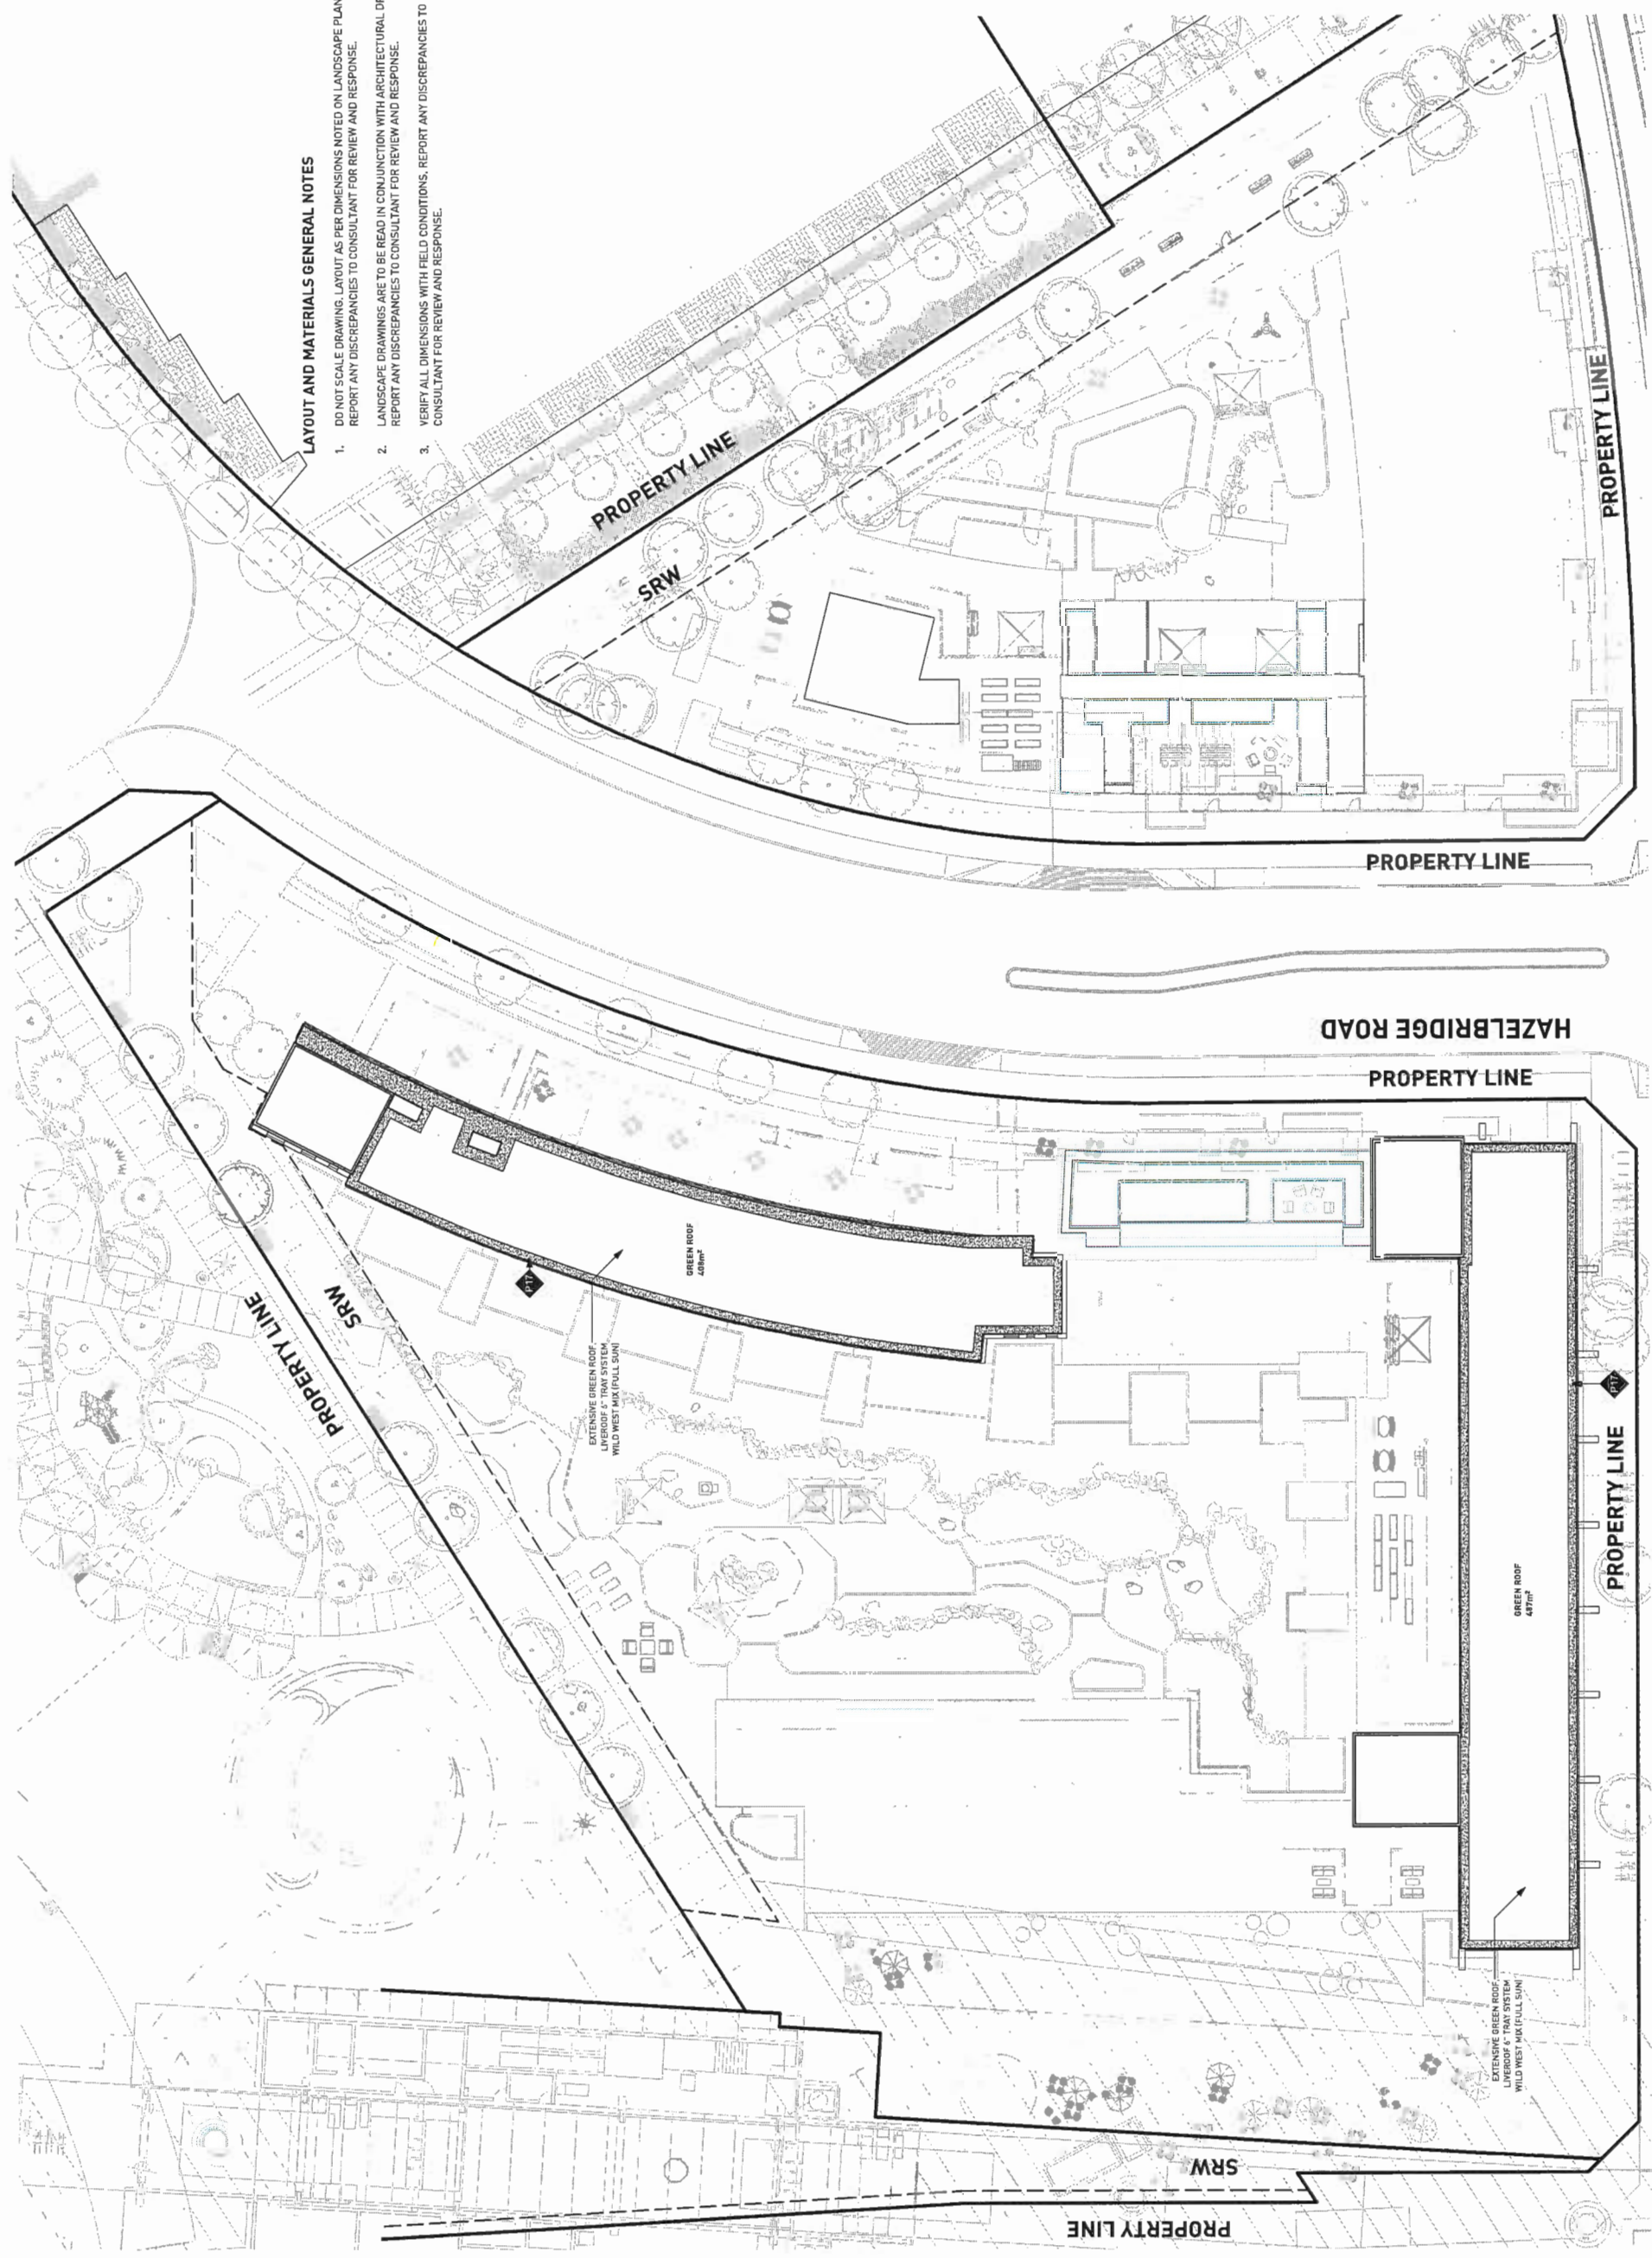 LAYOUT AND MATERIALS GENERAL NOTES
1. DO NOT SCALE DRAWING. LAYOUT AS PER DIMENSIONS NOTED ON LANDSCAPE PLAN
REPORT ANY DISCREPANCIES TO CONSULTANT FOR REVIEW AND RESPONSE.
2. LANDSCAPE DRAWINGS ARE TO BE READ IN CONJUNCTION WITH ARCHITECTURAL
REPORT ANY DISCREPANCIES TO CONSULTANT FOR REVIEW AND RESPONSE.
3. VERIFY ALL DIMENSIONS WITH FIELD CONDITIONS, REPORT ANY DISCREPANCIES TO
CONSULTANT FOR REVIEW AND RESPONSE.
PROPERTY LINE
SRW
PROPERTY LINE
PROPERTY LINE
HAZELBRIDGE ROAD
PROPERTY LINE
PROPERTY LINE
SRW
GREEN ROOF
408m²
P17
EXTENSIVE GREEN ROOF,
LIVEROOF 6" TRAY SYSTEM
WILD WEST MIX (FULL SUN)
P17
PROPERTY LINE
GREEN ROOF
487m²
EXTENSIVE GREEN ROOF,
LIVEROOF 6" TRAY SYSTEM
WILD WEST MIX (FULL SUN)
SRW
PROPERTY LINE